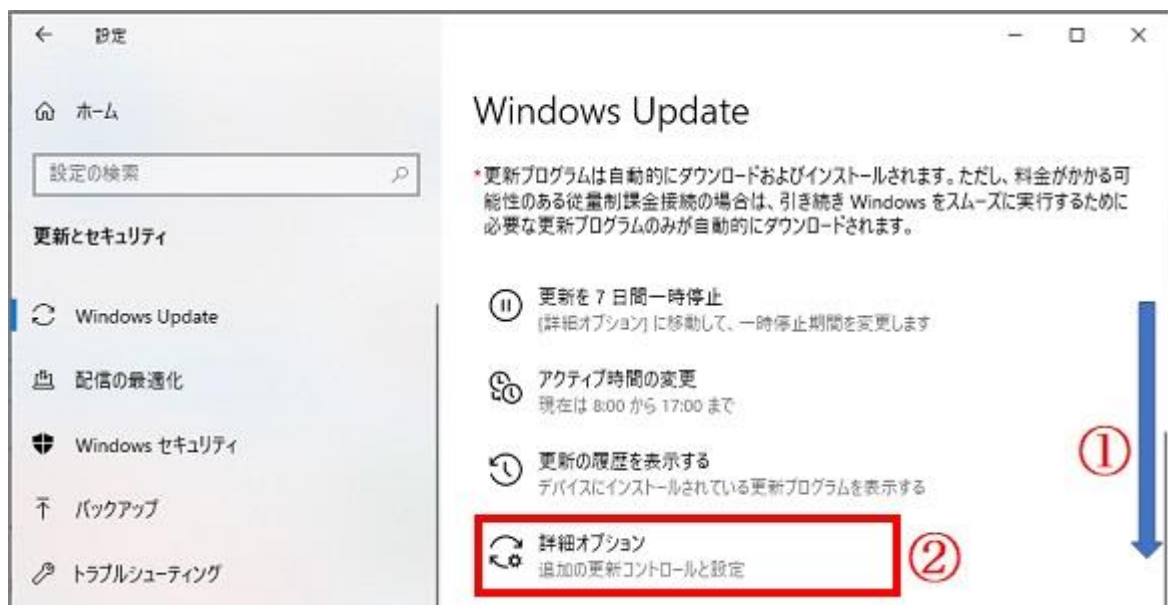 設定
ホーム
設定の検索
更新とセキュリティ
Windows Update
配信の最適化
Windows セキュリティ
バックアップ
トラブルシューティング
Windows Update
*更新プログラムは自動的にダウンロードおよびインストールされます。ただし、料金がかかる可
能性のある従量制課金接続の場合は、引き続き Windows をスムーズに実行するために
必要な更新プログラムのみが自動的にダウンロードされます。
更新を 7 日間一時停止
[詳細オプション] に移動して、一時停止期間を変更します
アクティブ時間の変更
現在は 8:00 から 17:00 まで
更新の履歴を表示する
デバイスにインストールされている更新プログラムを表示する
①
詳細オプション
追加の更新コントロールと設定
②